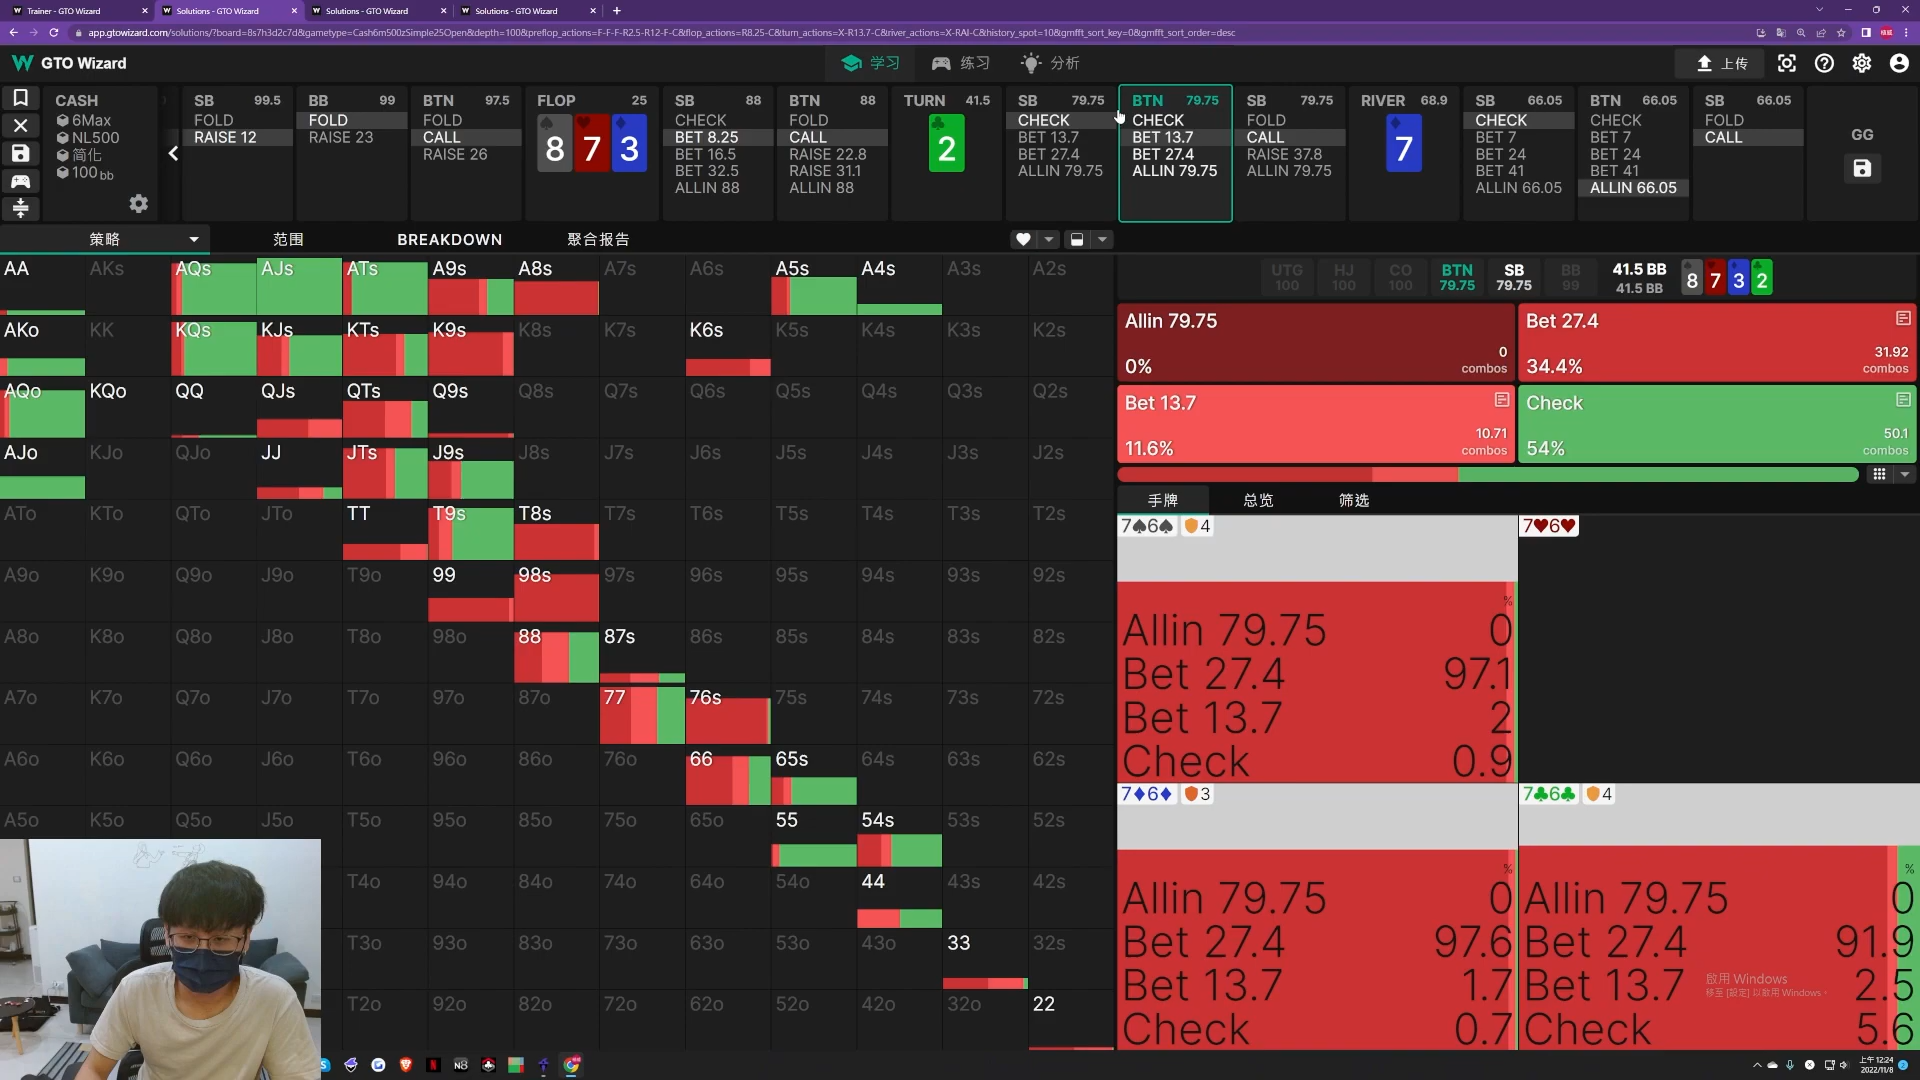 Trainer - GTO Wizard
Solutions - GTO Wizard
Solutions - GTO Wizard
Solutions - GTO Wizard
app.gtowizard.com/solutions/?board=8s7h3d2c7d&gametype=Cash6m500zSimple25Open&depth=100&preflop_actions=F-F-F-R2.5-R12-F-C&flop_actions=R8.25-C&turn_actions=X-R13.7-C&river_actions=X-RAI-C&history_spot=10&gmfft_sort_key=0&gmfft_sort_order=desc
GTO Wizard
学习
练习
分析
上传
CASH
6Max
NL500
简化
100bb
SB 99.5
FOLD
RAISE 12
BB 99
FOLD
RAISE 23
BTN 97.5
FOLD
CALL
RAISE 26
FLOP 25
8 7 3
SB 88
CHECK
BET 8.25
BET 16.5
BET 32.5
ALLIN 88
BTN 88
FOLD
CALL
RAISE 22.8
RAISE 31.1
ALLIN 88
TURN 41.5
2
SB 79.75
CHECK
BET 13.7
BET 27.4
ALLIN 79.75
BTN 79.75
CHECK
BET 13.7
BET 27.4
ALLIN 79.75
SB 79.75
FOLD
CALL
RAISE 37.8
ALLIN 79.75
RIVER 68.9
7
SB 66.05
CHECK
BET 7
BET 24
BET 41
ALLIN 66.05
BTN 66.05
CHECK
BET 7
BET 24
BET 41
ALLIN 66.05
SB 66.05
FOLD
CALL
GG
策略
范围
BREAKDOWN
聚合报告
AA AKs AQs AJs ATs A9s A8s A7s A6s A5s A4s A3s A2s
AKo KK KQs KJs KTs K9s K8s K7s K6s K5s K4s K3s K2s
AQo KQo QQ QJs QTs Q9s Q8s Q7s Q6s Q5s Q4s Q3s Q2s
AJo KJo QJo JJ JTs J9s J8s J7s J6s J5s J4s J3s J2s
ATo KTo QTo JTo TT T9s T8s T7s T6s T5s T4s T3s T2s
A9o K9o Q9o J9o T9o 99 98s 97s 96s 95s 94s 93s 92s
A8o K8o Q8o J8o T8o 98o 88 87s 86s 85s 84s 83s 82s
A7o K7o Q7o J7o T7o 97o 87o 77 76s 75s 74s 73s 72s
A6o K6o Q6o J6o T6o 96o 86o 76o 66 65s 64s 63s 62s
A5o K5o Q5o J5o T5o 95o 85o 75o 65o 55 54s 53s 52s
T4o 94o 84o 74o 64o 54o 44 43s 42s
T3o 93o 83o 73o 63o 53o 43o 33 32s
T2o 92o 82o 72o 62o 52o 42o 32o 22
UTG 100
HJ 100
CO 100
BTN 79.75
SB 79.75
BB 99
41.5 BB
41.5 BB
8 7 3 2
Allin 79.75
0% 0 combos
Bet 27.4
34.4% 31.92 combos
Bet 13.7
11.6% 10.71 combos
Check
54% 50.1 combos
手牌
总览
筛选
7♠6♠ 4
%
Allin 79.75 0
Bet 27.4 97.1
Bet 13.7 2
Check 0.9
7♥6♥
7♦6♦ 3
%
Allin 79.75 0
Bet 27.4 97.6
Bet 13.7 1.7
Check 0.7
7♣6♣ 4
%
Allin 79.75 0
Bet 27.4 91.9
Bet 13.7 2.5
Check 5.6
啟用 Windows
移至 [設定] 以啟用 Windows。
N8
上午 12:24
2022/11/8